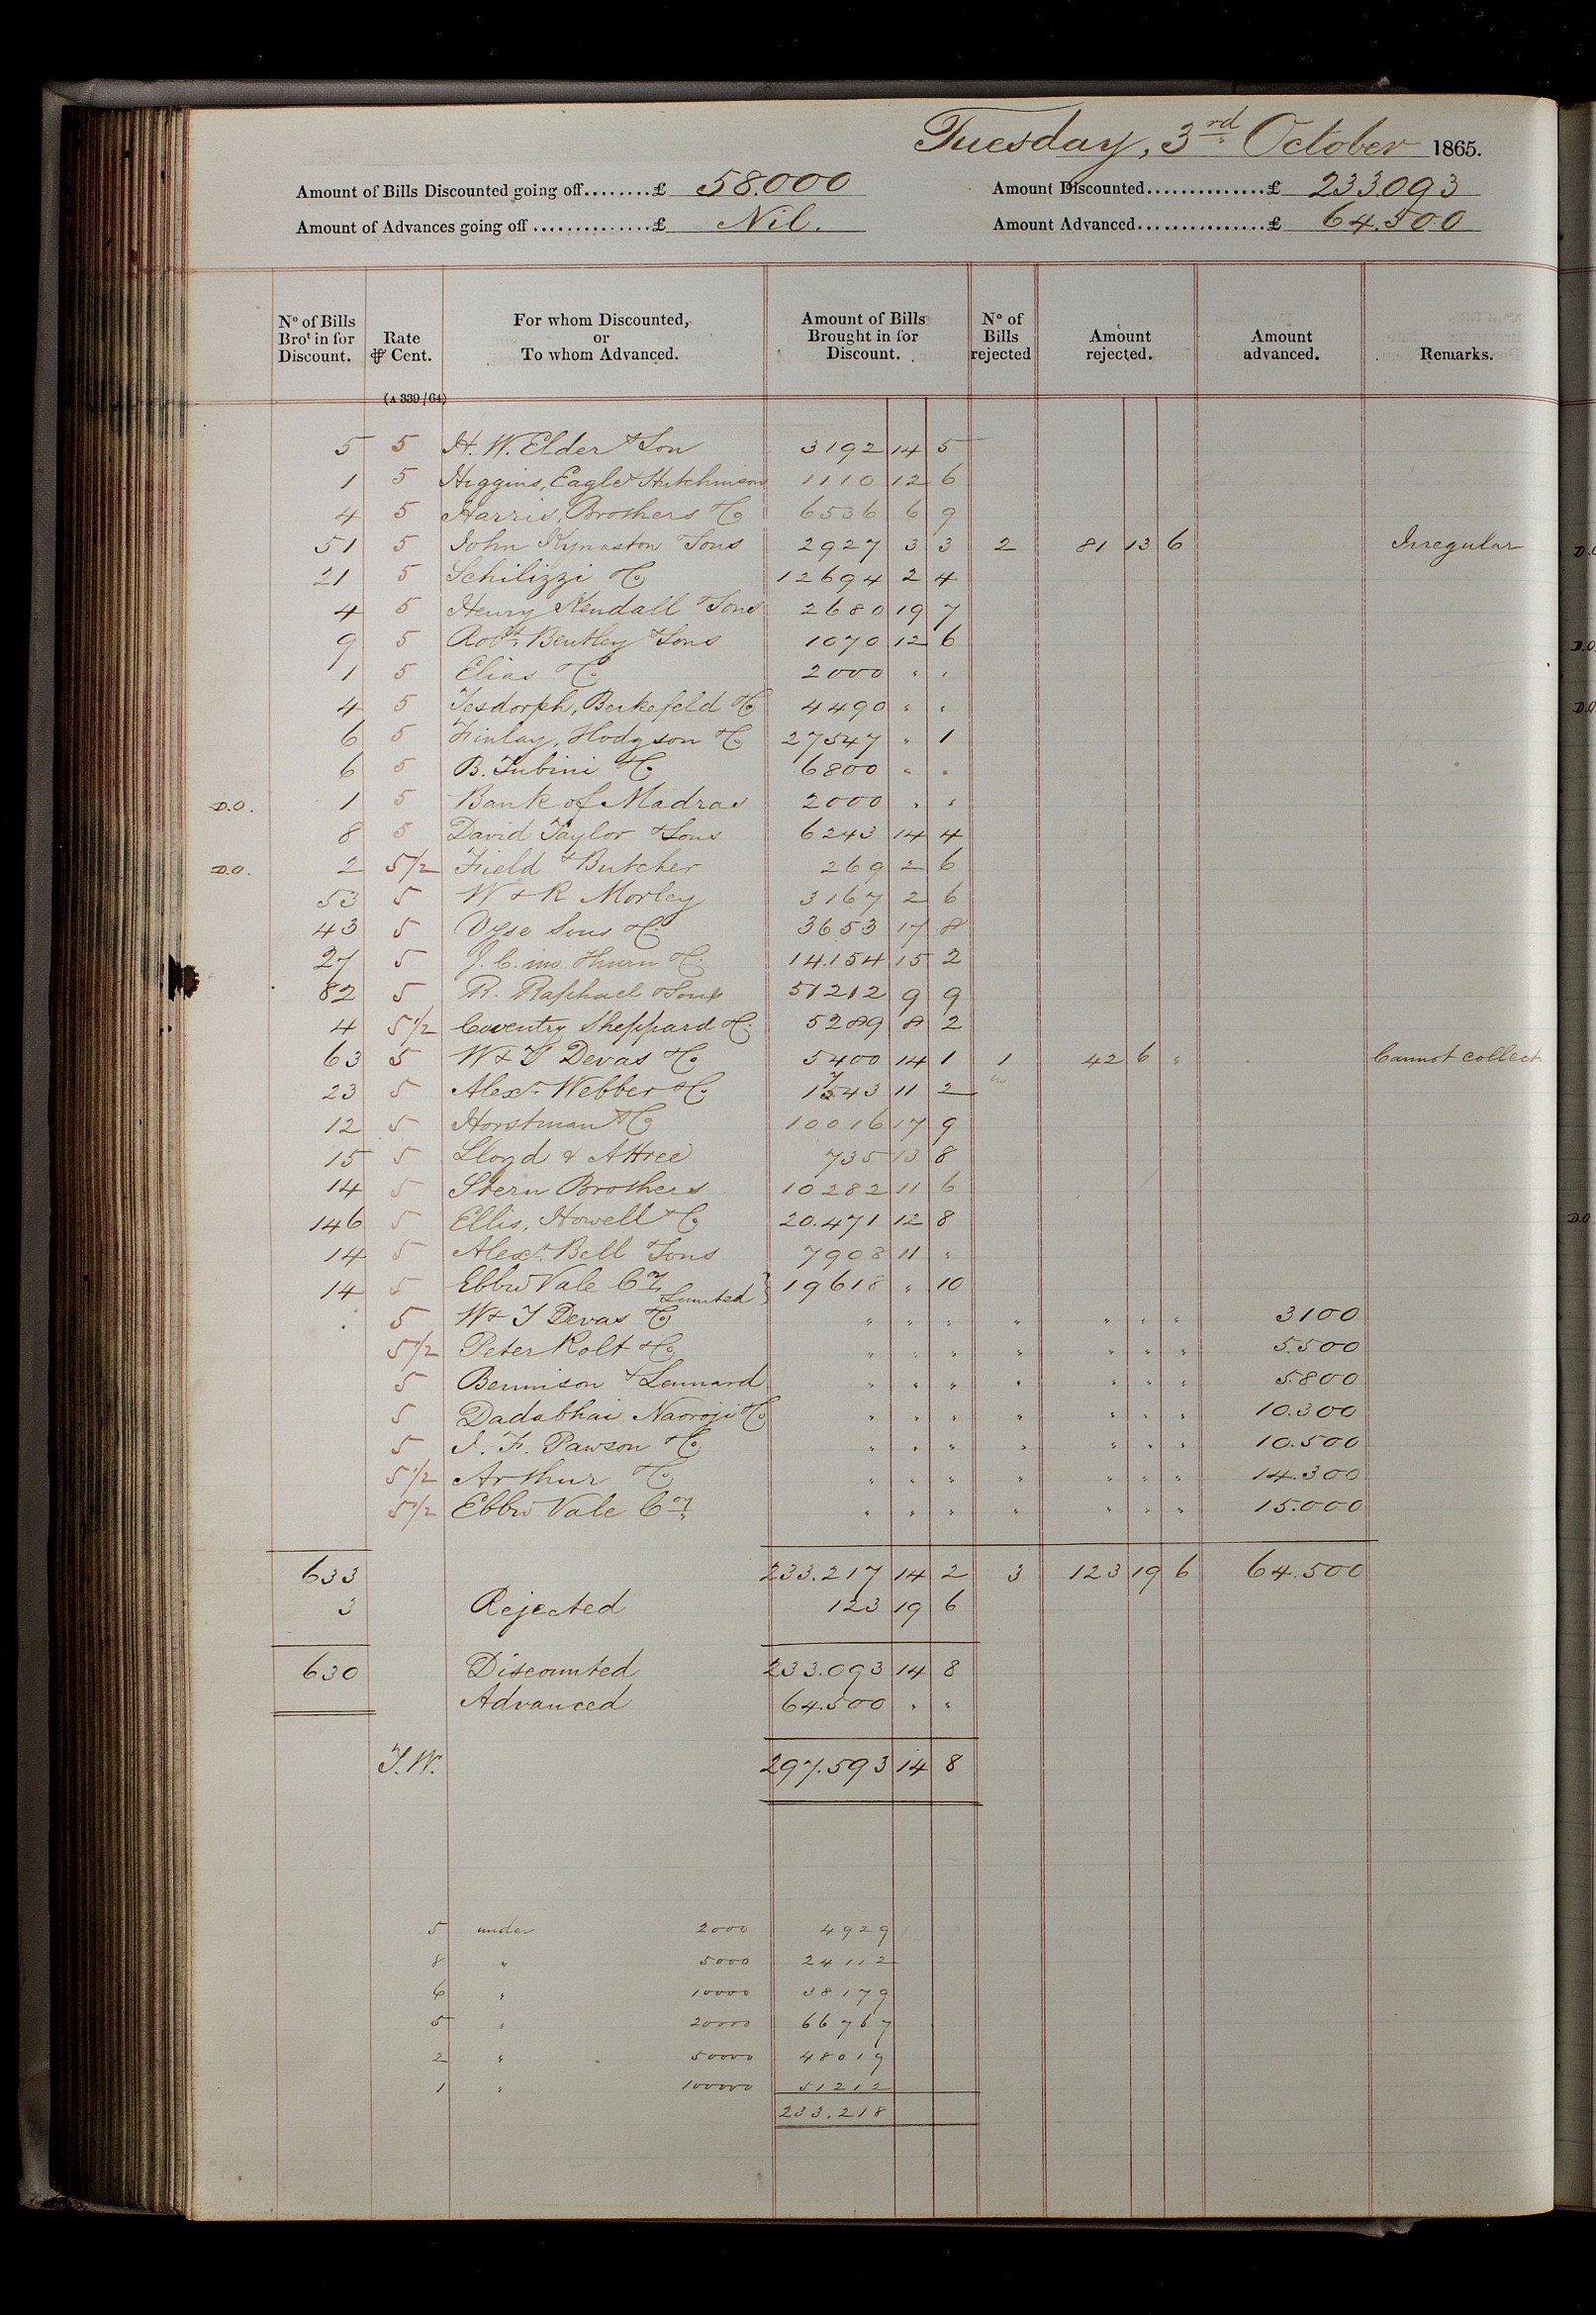 Tuesday, 3rd October 1865.
Amount of Bills Discounted going off........£ 58.000 Amount Discounted..............£ 233.093
Amount of Advances going off...............£ Nil. Amount Advanced................£ 64.500
No of Bills Brot in for Discount. Rate ⅌ Cent. For whom Discounted, or To whom Advanced. Amount of Bills Brought in for Discount. No of Bills rejected Amount rejected. Amount advanced. Remarks.
(A 339/64)
5 5 H. W. Elder & Son 3192 14 5
1 5 Higgins, Eagle & Hutchinson 1110 12 6
4 5 Harris, Brothers & Co 6536 6 9
51 5 John Kynaston & Sons 2927 3 3 2 81 13 6 Irregular
21 5 Schilizzi & Co 12694 2 4
4 5 Henry Kendall & Sons 2680 19 7
9 5 Robt. Bentley & Sons 1070 12 6
1 5 Elias & Co 2000 " "
4 5 Tesdorph, Berkefeld & Co 4490 " "
6 5 Finlay, Hodgson & Co 27547 " 1
6 5 B. Tubini & Co 6800 " "
D.O. 1 5 Bank of Madras 2000 " "
8 5 David Taylor & Sons 6243 14 4
D.O. 2 5½ Field & Butcher 269 2 6
53 5 W & R Morley 3167 2 6
43 5 Vyse Sons & Co 3653 17 8
27 5 J. C. im Thurn & Co 14.154 15 2
82 5 R. Raphael & Sons 51212 9 9
4 5½ Coventry Sheppard & Co 5289 8 2
63 5 W & T Devas & Co 5400 14 1 1 42 6 " Cannot collect
23 5 Alexr Webber & Co 1743 11 2
12 5 Horstman & Co 10016 17 9
15 5 Lloyd & Attree 735 13 8
14 5 Stern Brothers 10282 11 6
146 5 Ellis, Howell & Co 20.471 12 8
14 5 Alexr Bell & Sons 7908 11 "
14 5 Ebbw Vale Coy Limited } 19618 " 10
5 W & T Devas & Co " " " " " " " 3100
5½ Peter Rolt & Co " " " " " " " 5.500
5 Bennison & Lennard " " " " " " " 5.800
5 Dadabhai Naoroji & Co " " " " " " " 10.300
5 J. F. Pawson & Co " " " " " " " 10.500
5½ Arthur & Co " " " " " " " 14.300
5½ Ebbw Vale Coy " " " " " " " 15.000
633 233.217 14 2 3 123 19 6 64.500
3 Rejected 123 19 6
630 Discounted 233.093 14 8
Advanced 64.500 " "
T.W. 297.593 14 8
5 under 2000 4929
8 " 5000 24112
6 " 10000 38179
5 " 20000 66767
2 " 50000 48019
1 " 100000 51212
233.218